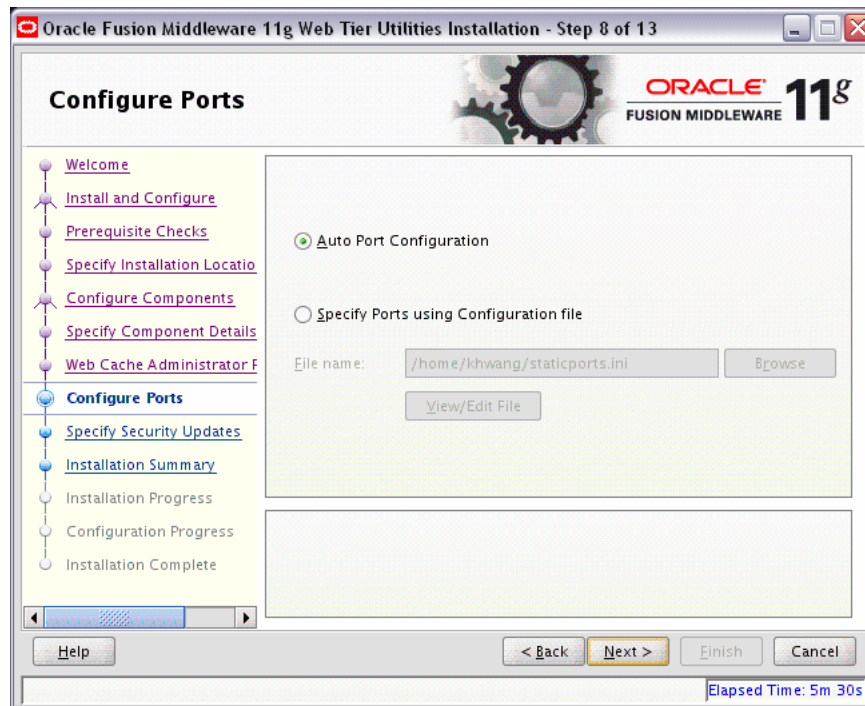 Oracle Fusion Middleware 11g Web Tier Utilities Installation - Step 8 of 13
Configure Ports
ORACLE
FUSION MIDDLEWARE
11g
Welcome
Install and Configure
Prerequisite Checks
Specify Installation Locatio
Configure Components
Specify Component Details
Web Cache Administrator P
Configure Ports
Specify Security Updates
Installation Summary
Installation Progress
Configuration Progress
Installation Complete
Auto Port Configuration
Specify Ports using Configuration file
File name: /home/khwang/staticports.ini Browse
View/Edit File
Help < Back Next > Finish Cancel
Elapsed Time: 5m 30s